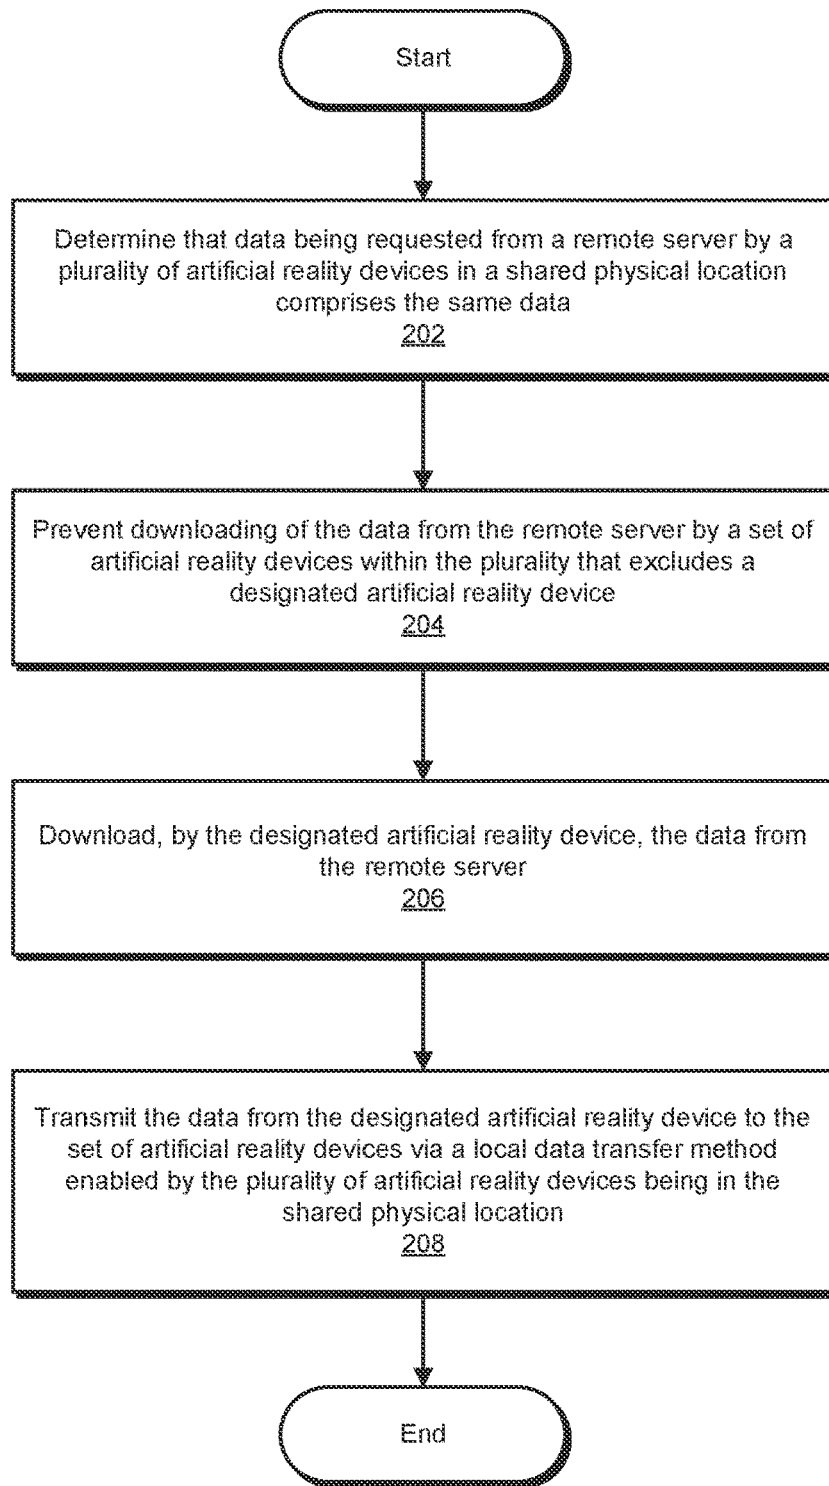 Start
Determine that data being requested from a remote server by a
plurality of artificial reality devices in a shared physical location
comprises the same data
202
Prevent downloading of the data from the remote server by a set of
artificial reality devices within the plurality that excludes a
designated artificial reality device
204
Download, by the designated artificial reality device, the data from
the remote server
206
Transmit the data from the designated artificial reality device to the
set of artificial reality devices via a local data transfer method
enabled by the plurality of artificial reality devices being in the
shared physical location
208
End